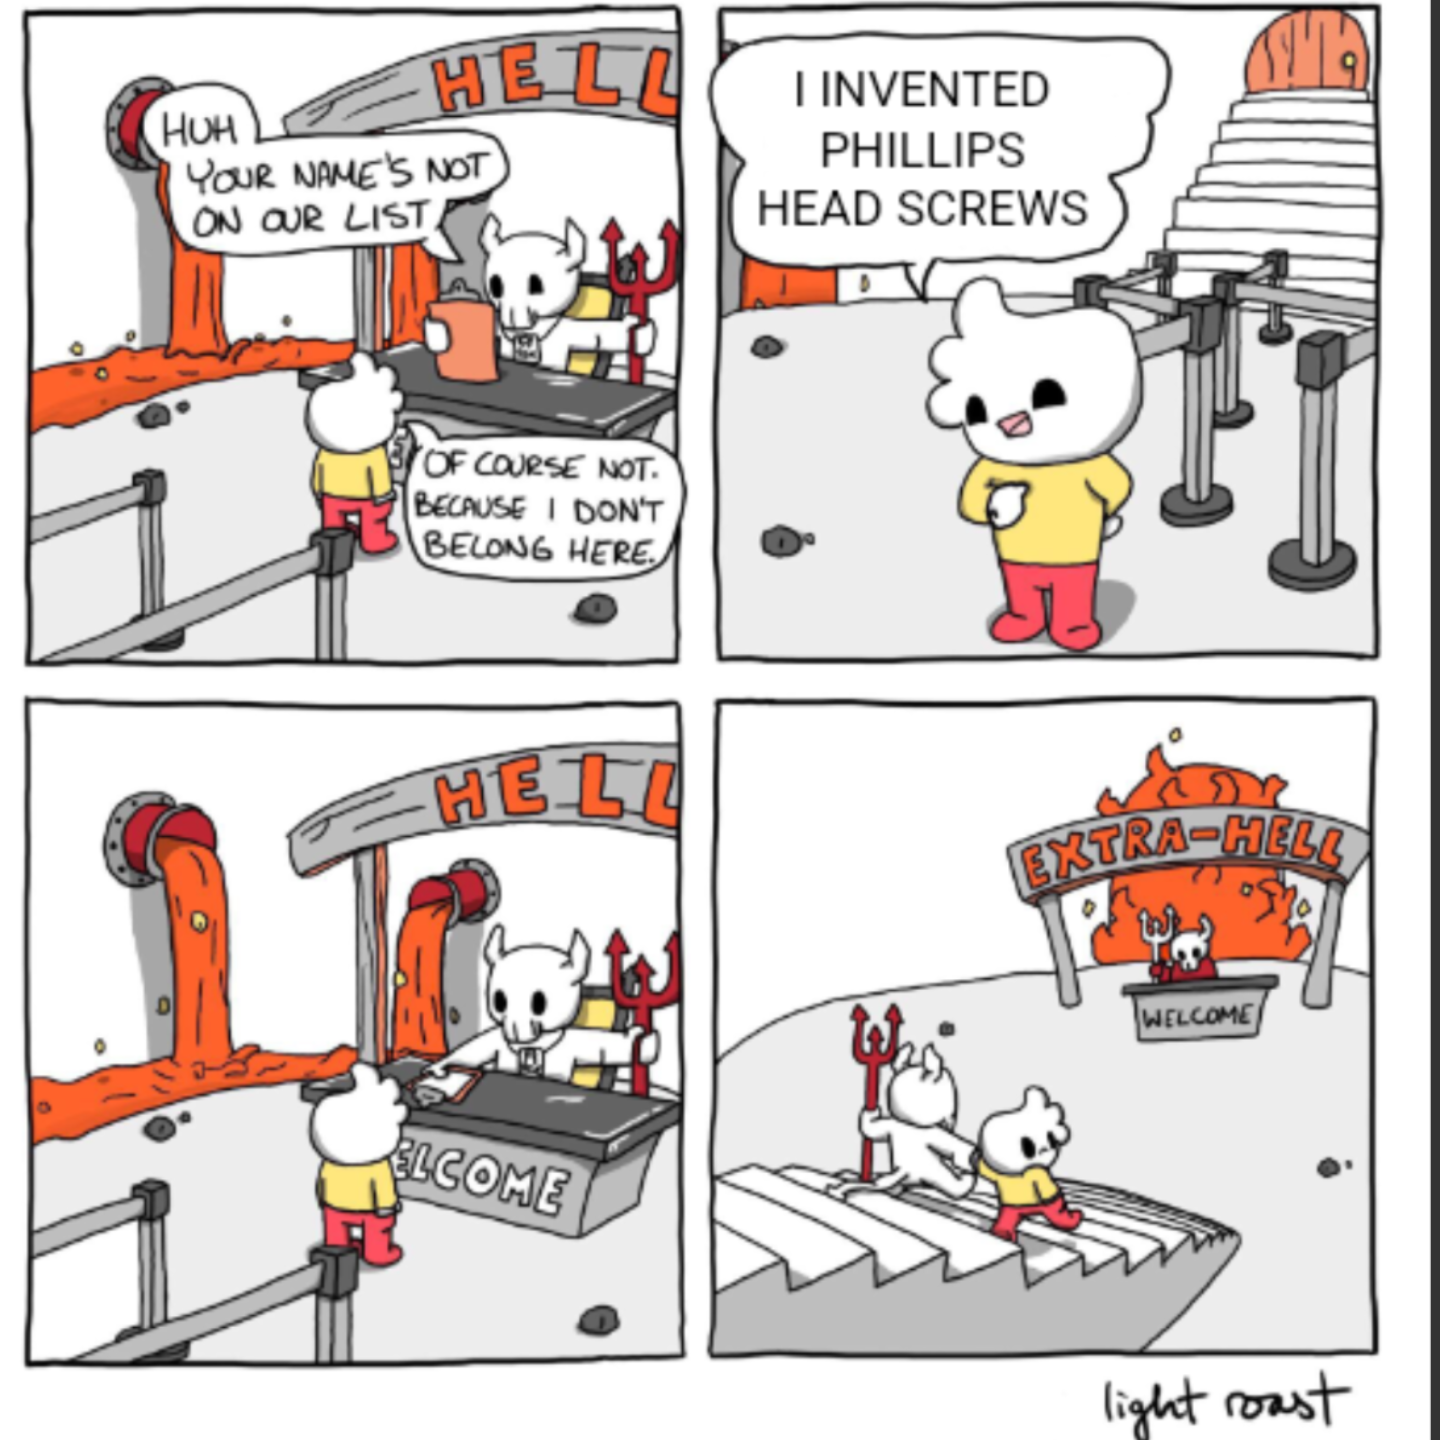 HELL
HUH
YOUR NAME'S NOT
ON OUR LIST
OF COURSE NOT.
BECAUSE I DON'T
BELONG HERE.
I INVENTED
PHILLIPS
HEAD SCREWS
HELL
ELCOME
EXTRA-HELL
WELCOME
light roast